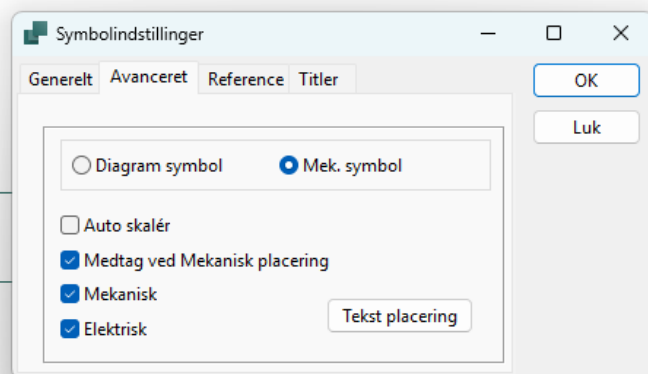 Symbolindstillinger
Generelt Avanceret Reference Titler
OK
Luk
Diagram symbol Mek. symbol
Auto skalér
Medtag ved Mekanisk placering
Mekanisk
Elektrisk
Tekst placering